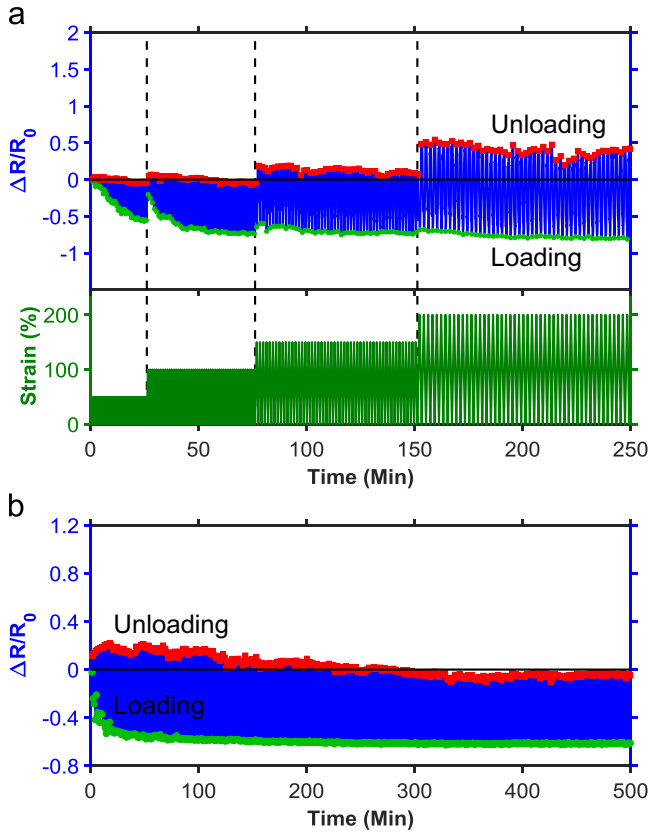 a
2
1.5
1
0.5
0
-0.5
-1
ΔR/R0
Unloading
Loading
200
100
0
Strain (%)
0 50 100 150 200 250
Time (Min)
b
1.2
0.8
0.4
0
-0.4
-0.8
ΔR/R0
Unloading
Loading
0 100 200 300 400 500
Time (Min)